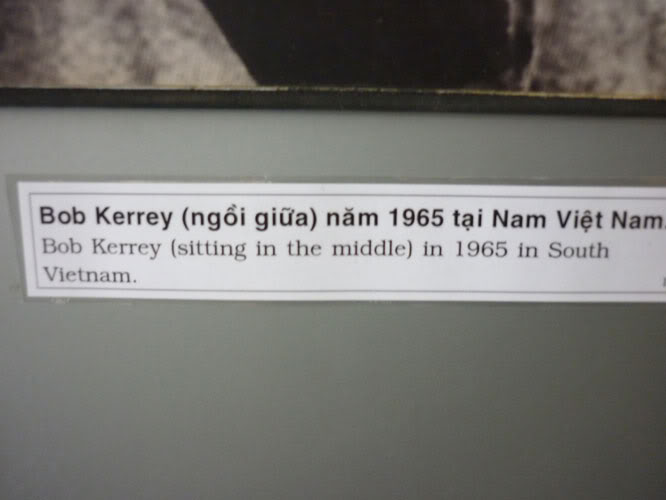 Bob Kerrey (ngồi giữa) năm 1965 tại Nam Việt Nam.
Bob Kerrey (sitting in the middle) in 1965 in South
Vietnam.